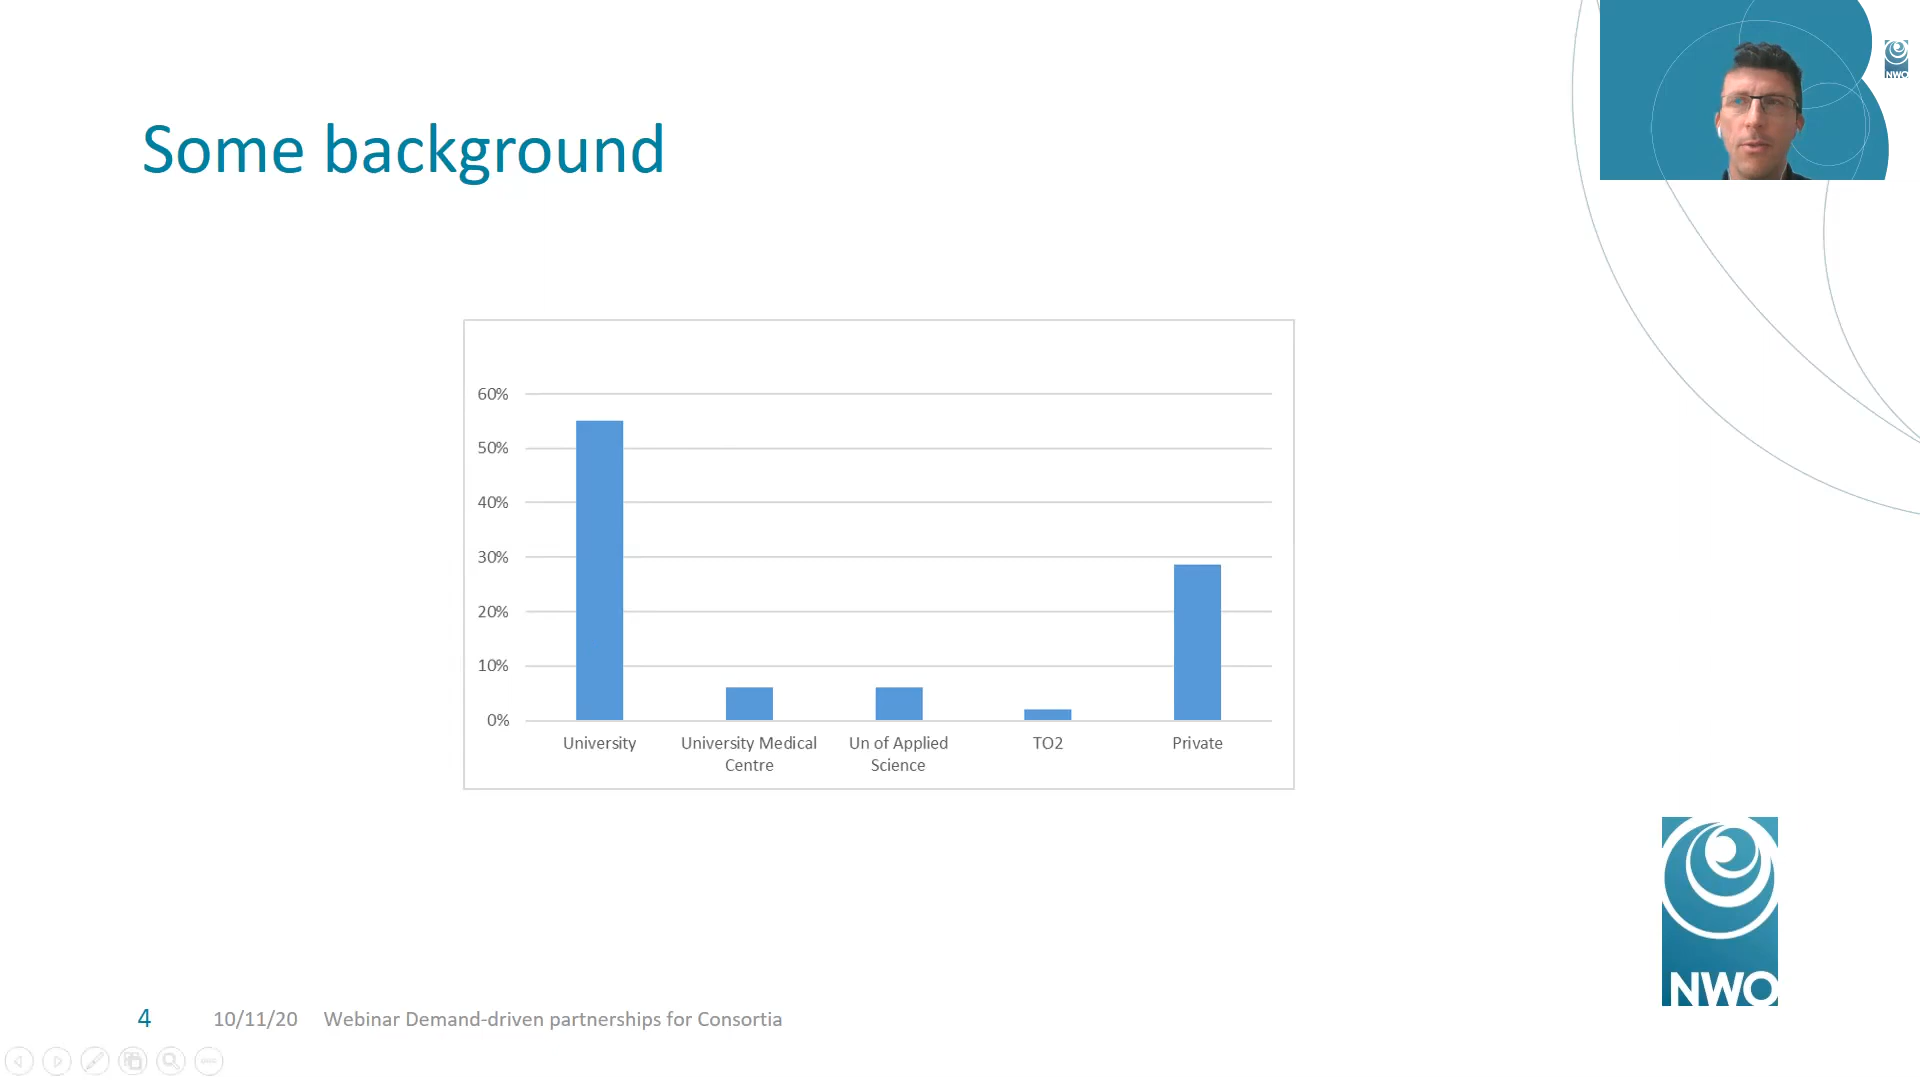 NWO
Some background
60%
50%
40%
30%
20%
10%
0%
University
University Medical
Centre
Un of Applied
Science
TO2
Private
NWO
4
10/11/20
Webinar Demand-driven partnerships for Consortia